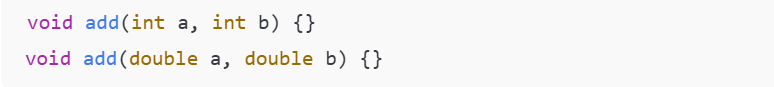 void add(int a, int b) {}
void add(double a, double b) {}